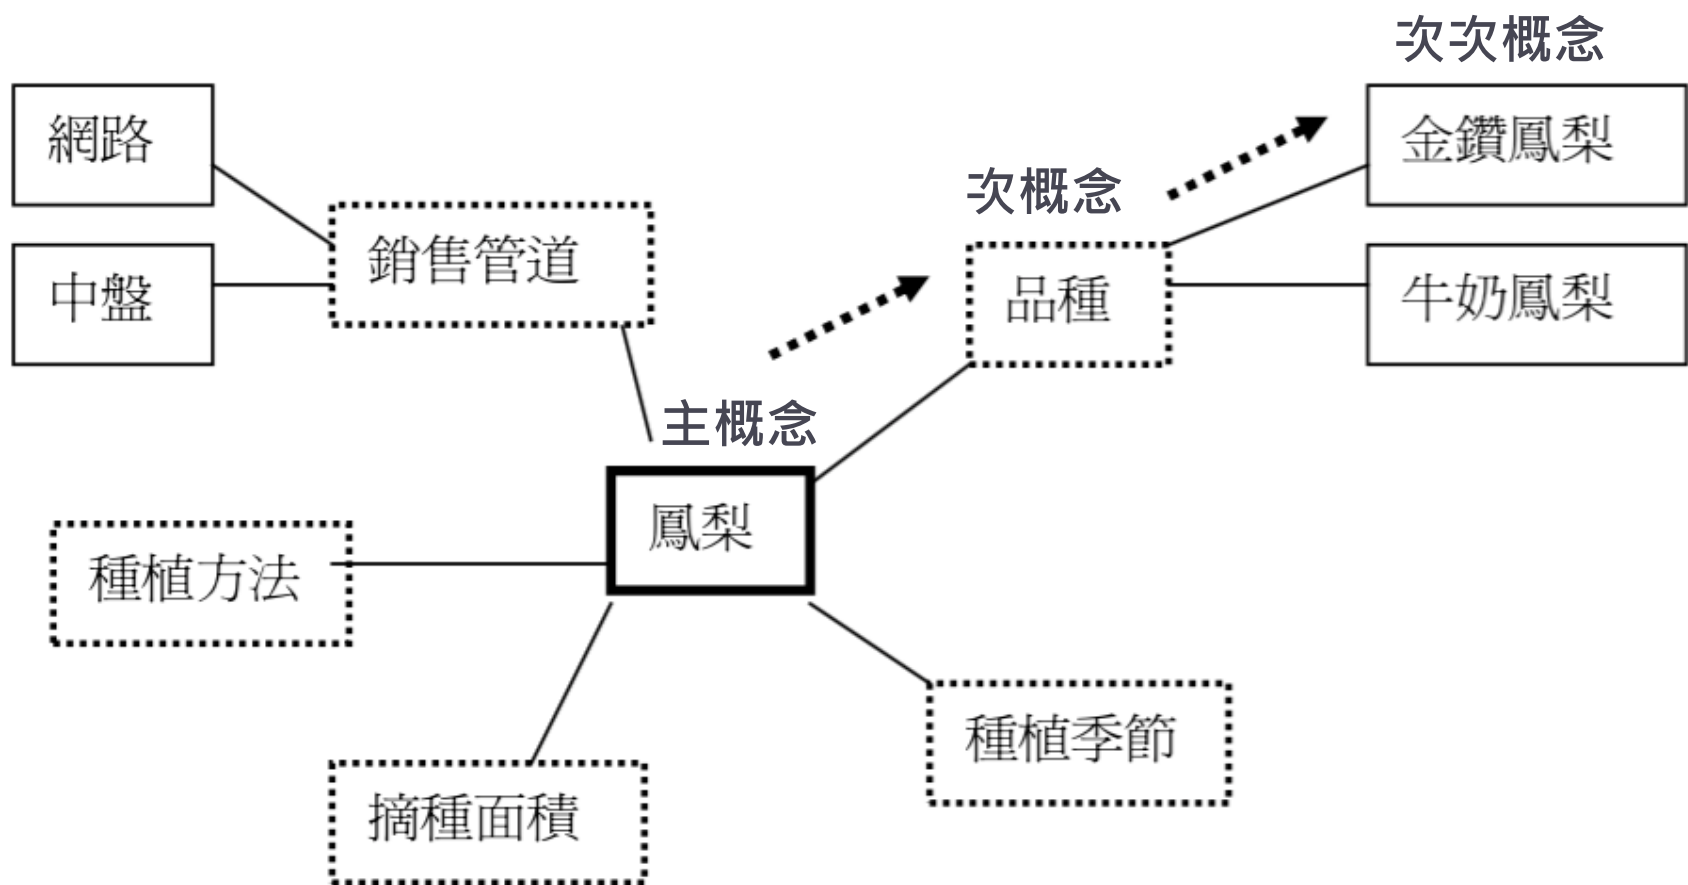 次次概念
網路
金鑽鳳梨
次概念
銷售管道
中盤
品種
牛奶鳳梨
主概念
鳳梨
種植方法
種植季節
摘種面積